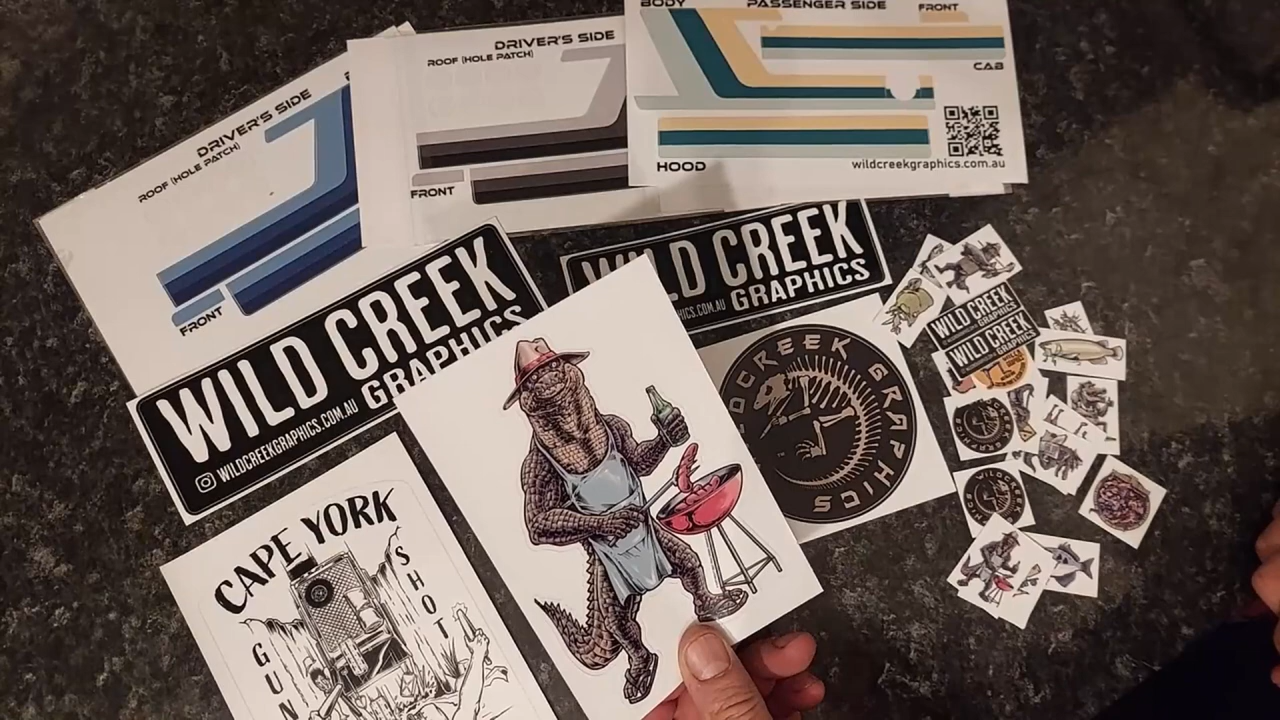 DRIVER'S SIDE
ROOF (HOLE PATCH)
FRONT
DRIVER'S SIDE
ROOF (HOLE PATCH)
FRONT
BODY
PASSENGER SIDE
FRONT
CAB
HOOD
wildcreekgraphics.com.au
WILD CREEK
GRAPHICS
WILDCREEKGRAPHICS.COM.AU
WILD CREEK
GRAPHICS
ICS.COM.AU
DCREEK GRAPHICS
WILD CREEK
GRAPHICS
WILD CREEK
GRAPHICS
CAPE YORK
GUN
SHOT